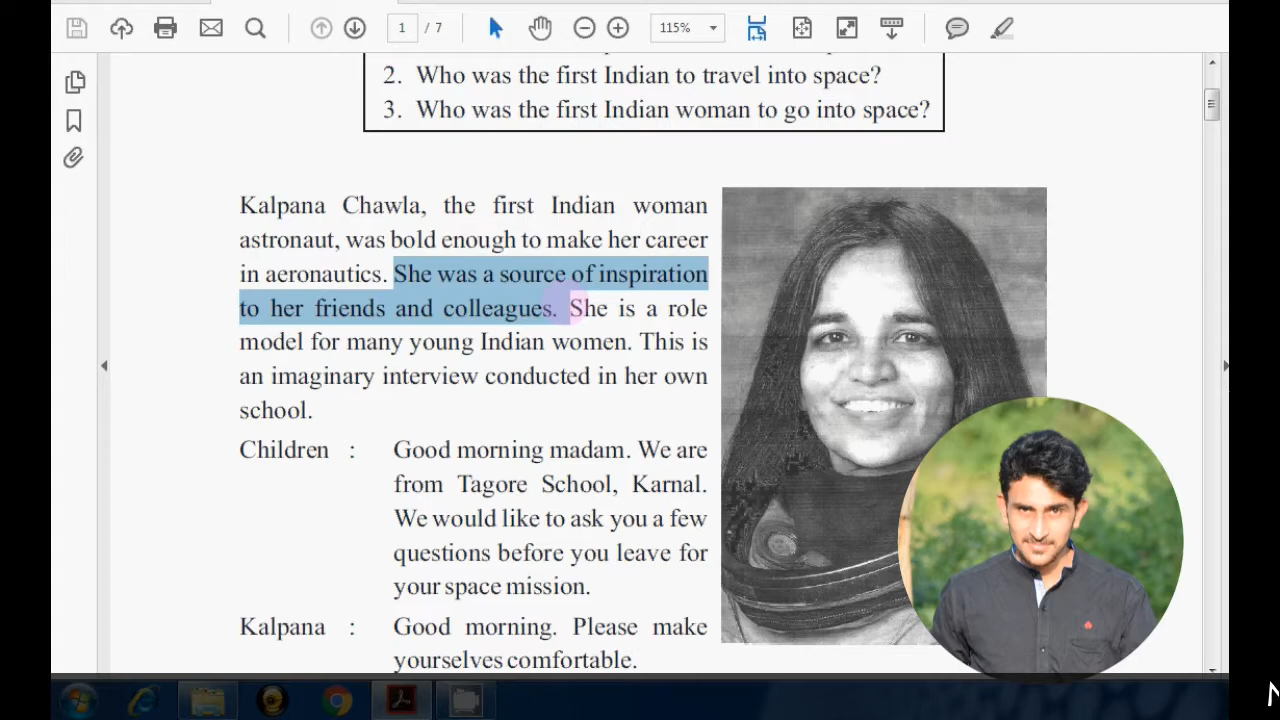 1 / 7
115%
2. Who was the first Indian to travel into space?
3. Who was the first Indian woman to go into space?
Kalpana Chawla, the first Indian woman
astronaut, was bold enough to make her career
in aeronautics. She was a source of inspiration
to her friends and colleagues. She is a role
model for many young Indian women. This is
an imaginary interview conducted in her own
school.
Children : Good morning madam. We are
from Tagore School, Karnal.
We would like to ask you a few
questions before you leave for
your space mission.
Kalpana : Good morning. Please make
yourselves comfortable.